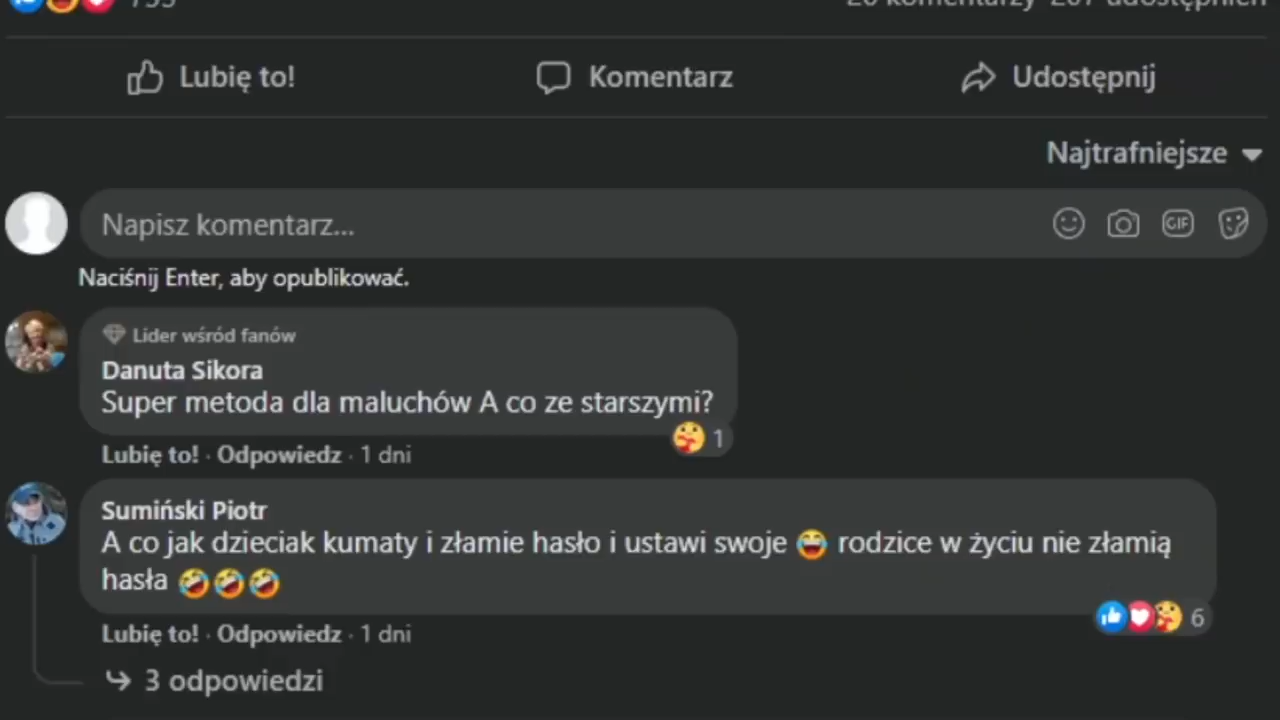 Lubię to!
Komentarz
Udostępnij
Najtrafniejsze
Napisz komentarz...
GIF
Naciśnij Enter, aby opublikować.
Lider wśród fanów
Danuta Sikora
Super metoda dla maluchów A co ze starszymi?
1
Lubię to! · Odpowiedz · 1 dni
Sumiński Piotr
A co jak dzieciak kumaty i złamie hasło i ustawi swoje 😂 rodzice w życiu nie złamią
hasła 🤣🤣🤣
6
Lubię to! · Odpowiedz · 1 dni
3 odpowiedzi